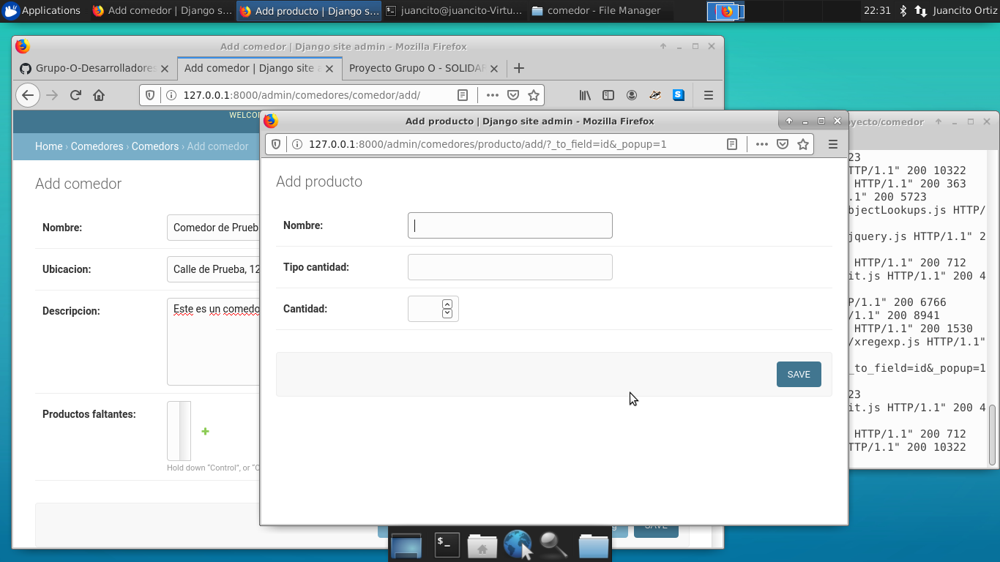 Applications
Add comedor | Django s...
Add producto | Django s...
juancito@juancito-Virtu...
comedor - File Manager
22:31
Juancito Ortiz
Add comedor | Django site admin - Mozilla Firefox
Grupo-O-Desarrolladores
Add comedor | Django site a
Proyecto Grupo O - SOLIDAR
127.0.0.1:8000/admin/comedores/comedor/add/
WELCO
Home › Comedores › Comedors › Add comedor
Add comedor
Nombre:
Comedor de Prueb
Ubicacion:
Calle de Prueba, 12
Descripcion:
Este es un comedo
Productos faltantes:
Hold down "Control", or "C
SAVE
Add producto | Django site admin - Mozilla Firefox
127.0.0.1:8000/admin/comedores/producto/add/?_to_field=id&_popup=1
Add producto
Nombre:
Tipo cantidad:
Cantidad:
SAVE
oyecto/comedor
23
TTP/1.1" 200 10322
HTTP/1.1" 200 363
.1" 200 5723
bjectLookups.js HTTP/
jquery.js HTTP/1.1" 2
HTTP/1.1" 200 712
it.js HTTP/1.1" 200 4
P/1.1" 200 6766
/1.1" 200 8941
HTTP/1.1" 200 1530
/xregexp.js HTTP/1.1"
_to_field=id&_popup=1
23
it.js HTTP/1.1" 200 4
HTTP/1.1" 200 712
TTP/1.1" 200 10322